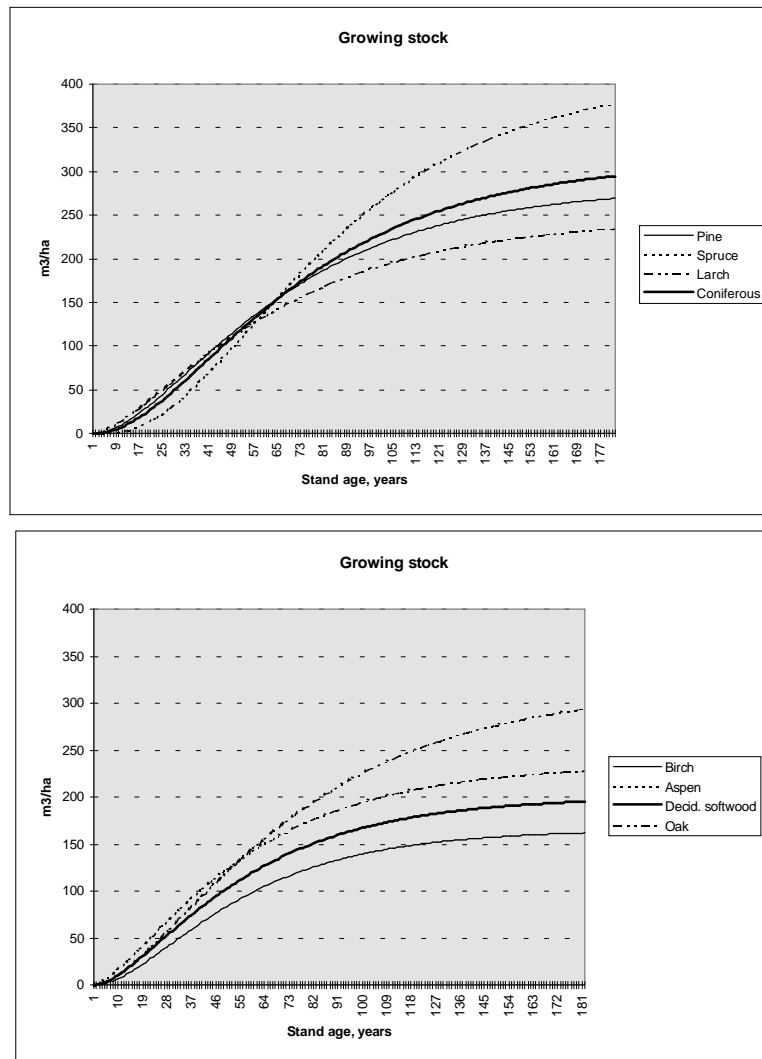 Growing stock
400
350
300
250
200
150
100
50
0
m3/ha
1 9 17 25 33 41 49 57 65 73 81 89 97 105 113 121 129 137 145 153 161 169 177
Stand age, years
Pine
Spruce
Larch
Coniferous
Growing stock
400
350
300
250
200
150
100
50
0
m3/ha
1 10 19 28 37 46 55 64 73 82 91 100 109 118 127 136 145 154 163 172 181
Stand age, years
Birch
Aspen
Decid. softwood
Oak